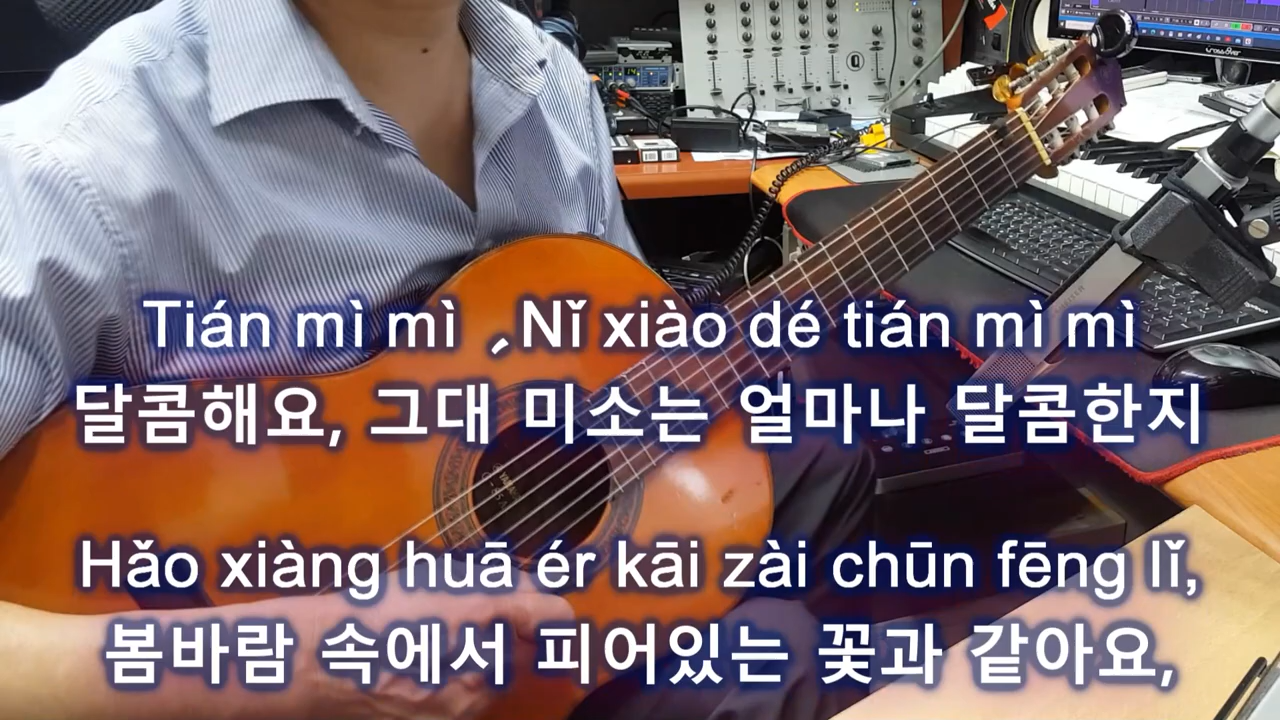 Tián mì mì ，Nǐ xiào dé tián mì mì
달콤해요, 그대 미소는 얼마나 달콤한지
Hǎo xiàng huā ér kāi zài chūn fēng lǐ,
봄바람 속에서 피어있는 꽃과 같아요,